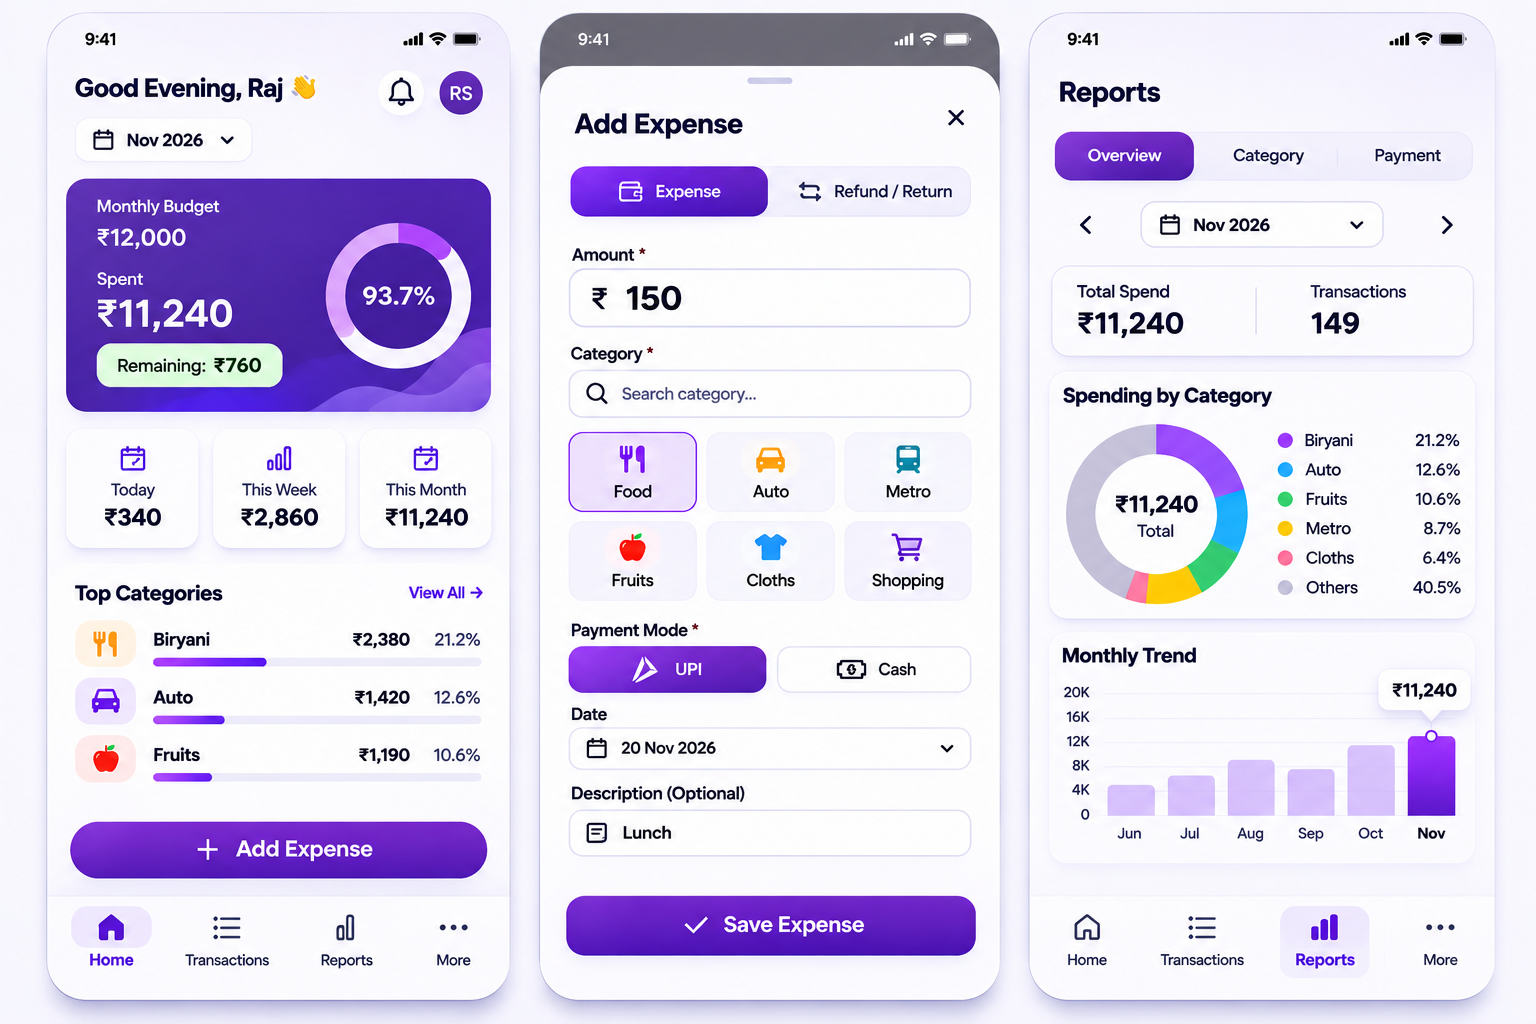 9:41
Good Evening, Raj 👋
RS
Nov 2026
Monthly Budget
₹12,000
Spent
₹11,240
93.7%
Remaining: ₹760
Today
₹340
This Week
₹2,860
This Month
₹11,240
Top Categories
View All →
Biryani ₹2,380 21.2%
Auto ₹1,420 12.6%
Fruits ₹1,190 10.6%
+ Add Expense
Home
Transactions
Reports
More
9:41
Add Expense
Expense
Refund / Return
Amount *
₹ 150
Category *
Search category...
Food
Auto
Metro
Fruits
Cloths
Shopping
Payment Mode *
UPI
Cash
Date
20 Nov 2026
Description (Optional)
Lunch
Save Expense
9:41
Reports
Overview
Category
Payment
Nov 2026
Total Spend
₹11,240
Transactions
149
Spending by Category
₹11,240
Total
Biryani 21.2%
Auto 12.6%
Fruits 10.6%
Metro 8.7%
Cloths 6.4%
Others 40.5%
Monthly Trend
₹11,240
20K
16K
12K
8K
4K
0
Jun Jul Aug Sep Oct Nov
Home
Transactions
Reports
More